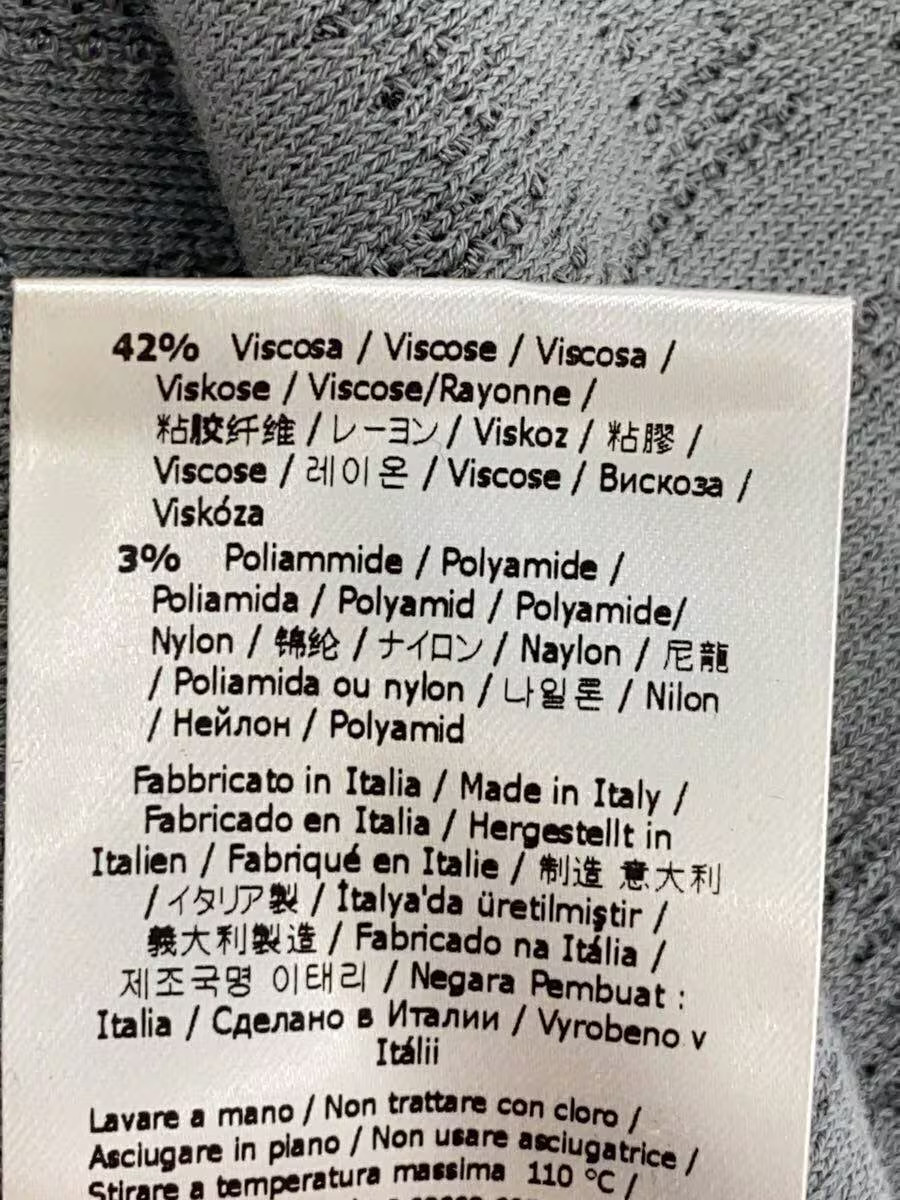 42% Viscosa / Viscose / Viscosa /
Viskose / Viscose/Rayonne /
粘胶纤维 / レーヨン / Viskoz / 粘膠 /
Viscose / 레이온 / Viscose / Вискоза /
Viskóza
3% Poliammide / Polyamide /
Poliamida / Polyamid / Polyamide/
Nylon / 锦纶 / ナイロン / Naylon / 尼龍
/ Poliamida ou nylon / 나일론 / Nilon
/ Нейлон / Polyamid
Fabbricato in Italia / Made in Italy /
Fabricado en Italia / Hergestellt in
Italien / Fabriqué en Italie / 制造 意大利
/ イタリア製 / İtalya'da üretilmiştir /
義大利製造 / Fabricado na Itália /
제조국명 이태리 / Negara Pembuat :
Italia / Сделано в Италии / Vyrobeno v
Itálii
Lavare a mano / Non trattare con cloro /
Asciugare in piano / Non usare asciugatrice /
Stirare a temperatura massima 110 °C /